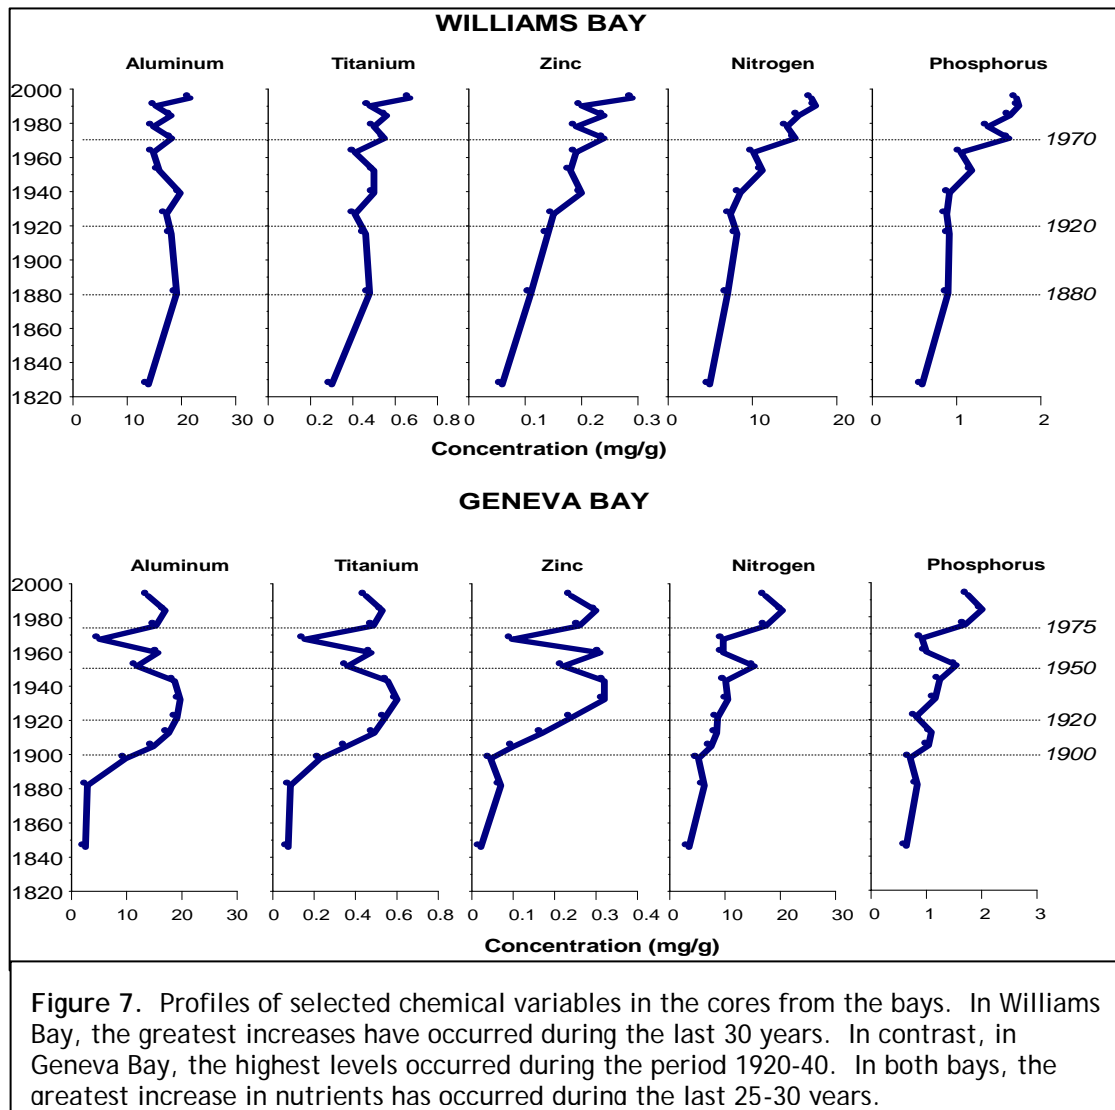 WILLIAMS BAY
Aluminum Titanium Zinc Nitrogen Phosphorus
2000
1980
1970
1960
1940
1920 1920
1900
1880 1880
1860
1840
1820
0 10 20 30 0 0.2 0.4 0.6 0.8 0 0.1 0.2 0.3 0 10 20 0 1 2
Concentration (mg/g)
GENEVA BAY
Aluminum Titanium Zinc Nitrogen Phosphorus
2000
1980
1975
1960
1950
1940
1920 1920
1900 1900
1880
1860
1840
1820
0 10 20 30 0 0.2 0.4 0.6 0.8 0 0.1 0.2 0.3 0.4 0 10 20 30 0 1 2 3
Concentration (mg/g)
Figure 7. Profiles of selected chemical variables in the cores from the bays. In Williams
Bay, the greatest increases have occurred during the last 30 years. In contrast, in
Geneva Bay, the highest levels occurred during the period 1920-40. In both bays, the
greatest increase in nutrients has occurred during the last 25-30 years.